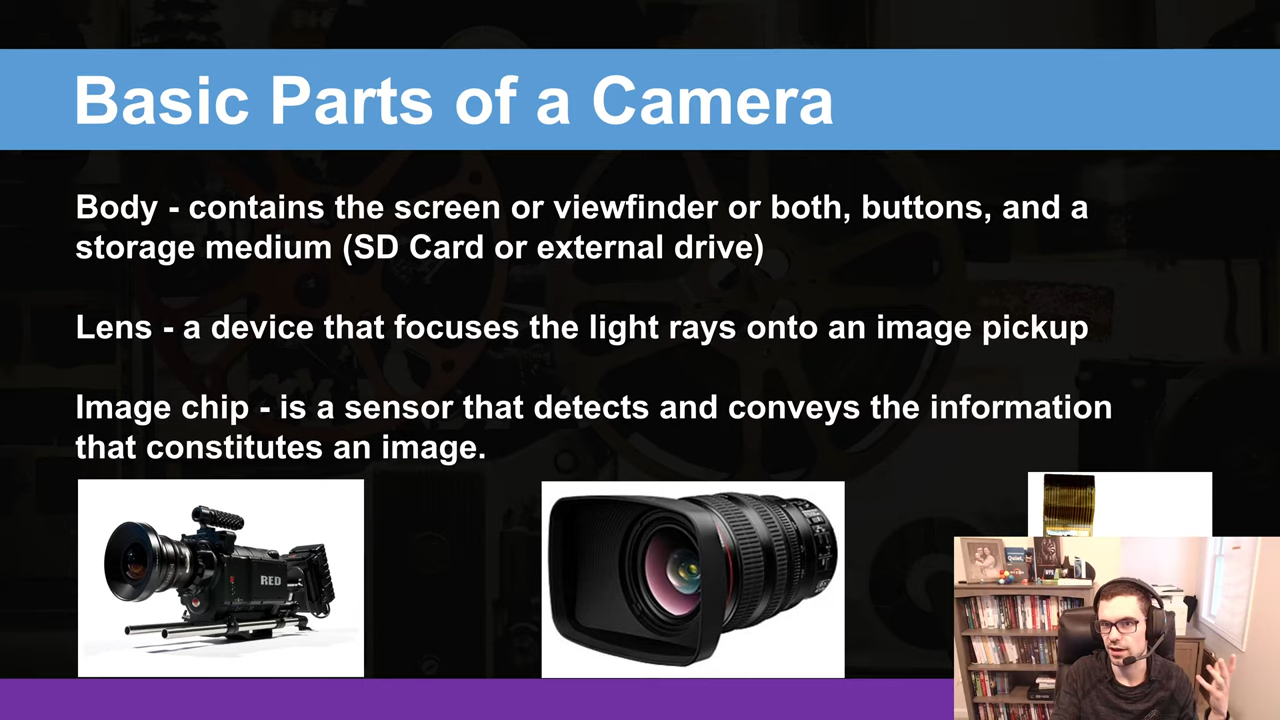 Basic Parts of a Camera
Body - contains the screen or viewfinder or both, buttons, and a
storage medium (SD Card or external drive)
Lens - a device that focuses the light rays onto an image pickup
Image chip - is a sensor that detects and conveys the information
that constitutes an image.
RED
Quiet,